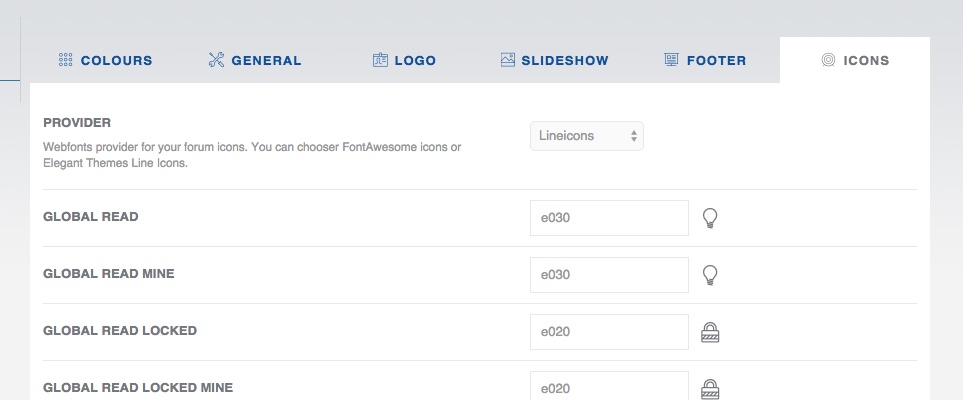 COLOURS GENERAL LOGO SLIDESHOW FOOTER ICONS
PROVIDER
Lineicons
Webfonts provider for your forum icons. You can chooser FontAwesome icons or
Elegant Themes Line Icons.
GLOBAL READ e030
GLOBAL READ MINE e030
GLOBAL READ LOCKED e020
GLOBAL READ LOCKED MINE e020